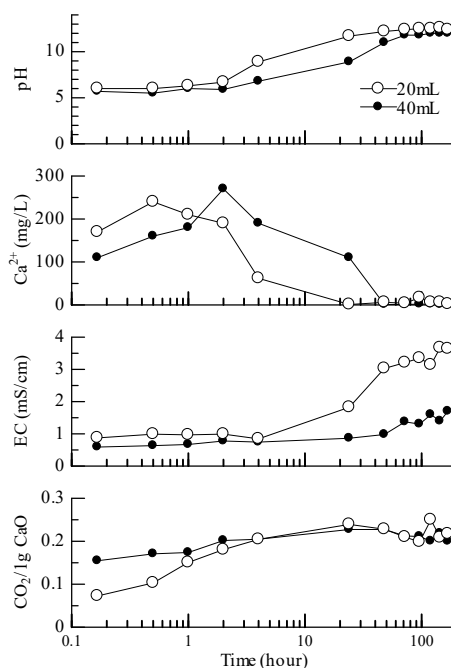 10
5
0
pH
20mL
40mL
300
200
100
0
Ca²⁺ (mg/L)
4
3
2
1
0
EC (mS/cm)
0.3
0.2
0.1
0
CO₂/1g CaO
0.1 1 10 100
Time (hour)